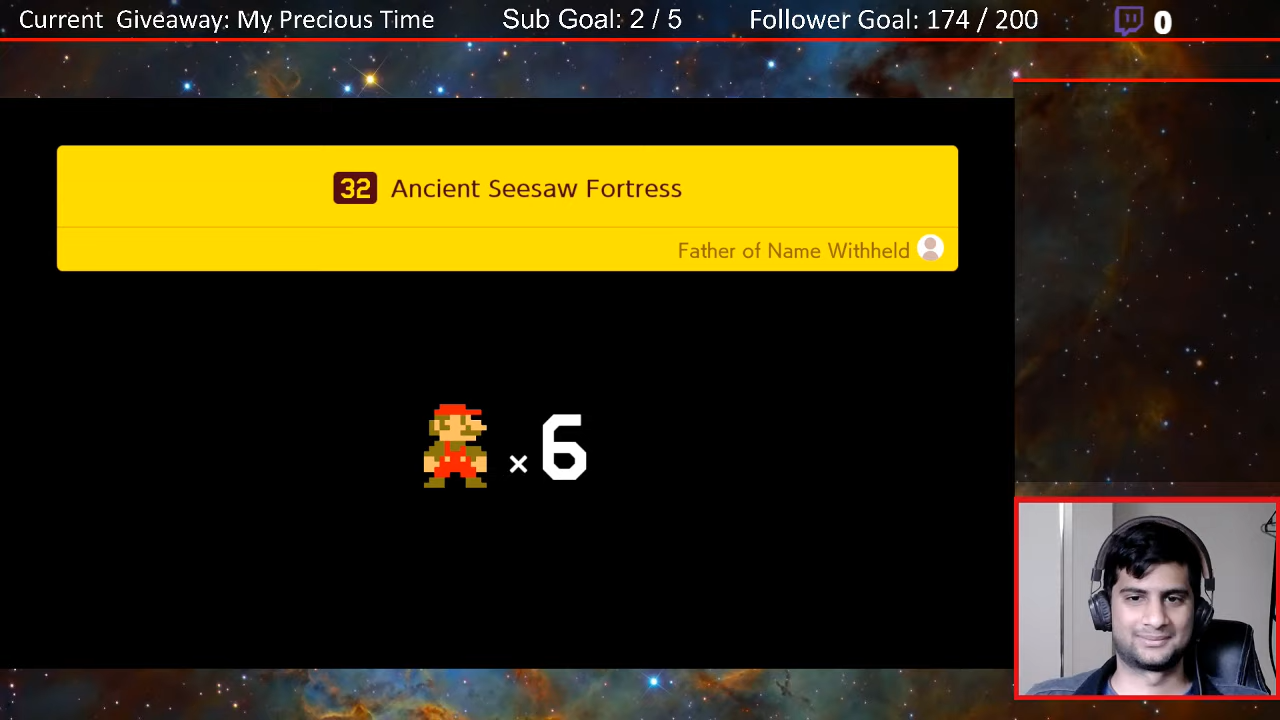 Current Giveaway: My Precious Time
Sub Goal: 2 / 5
Follower Goal: 174 / 200
0
32 Ancient Seesaw Fortress
Father of Name Withheld
× 6